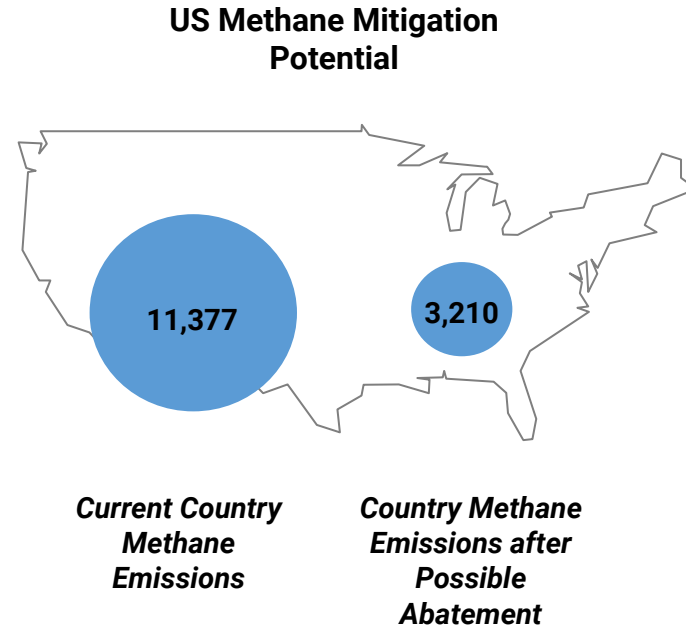 US Methane Mitigation
Potential
11,377
3,210
Current Country
Methane
Emissions
Country Methane
Emissions after
Possible
Abatement